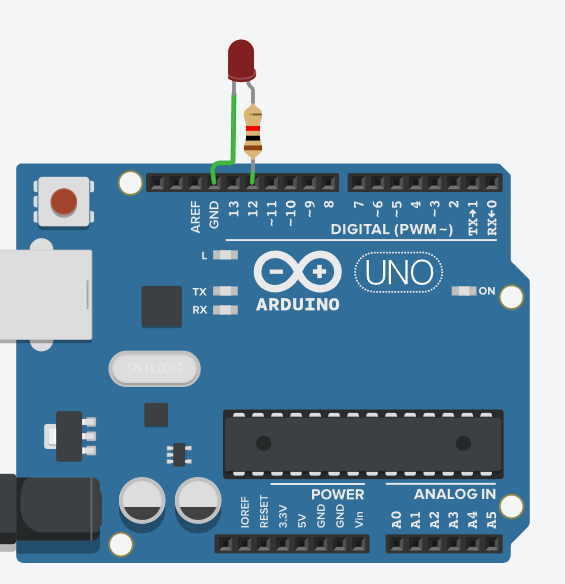 AREF
GND
13
12
~11
~10
~9
8
7
~6
~5
4
~3
2
TX→1
RX←0
DIGITAL (PWM~)
L
TX
RX
ARDUINO
UNO
ON
SPK16.000G
POWER
ANALOG IN
IOREF
RESET
3.3V
5V
GND
GND
Vin
A0
A1
A2
A3
A4
A5